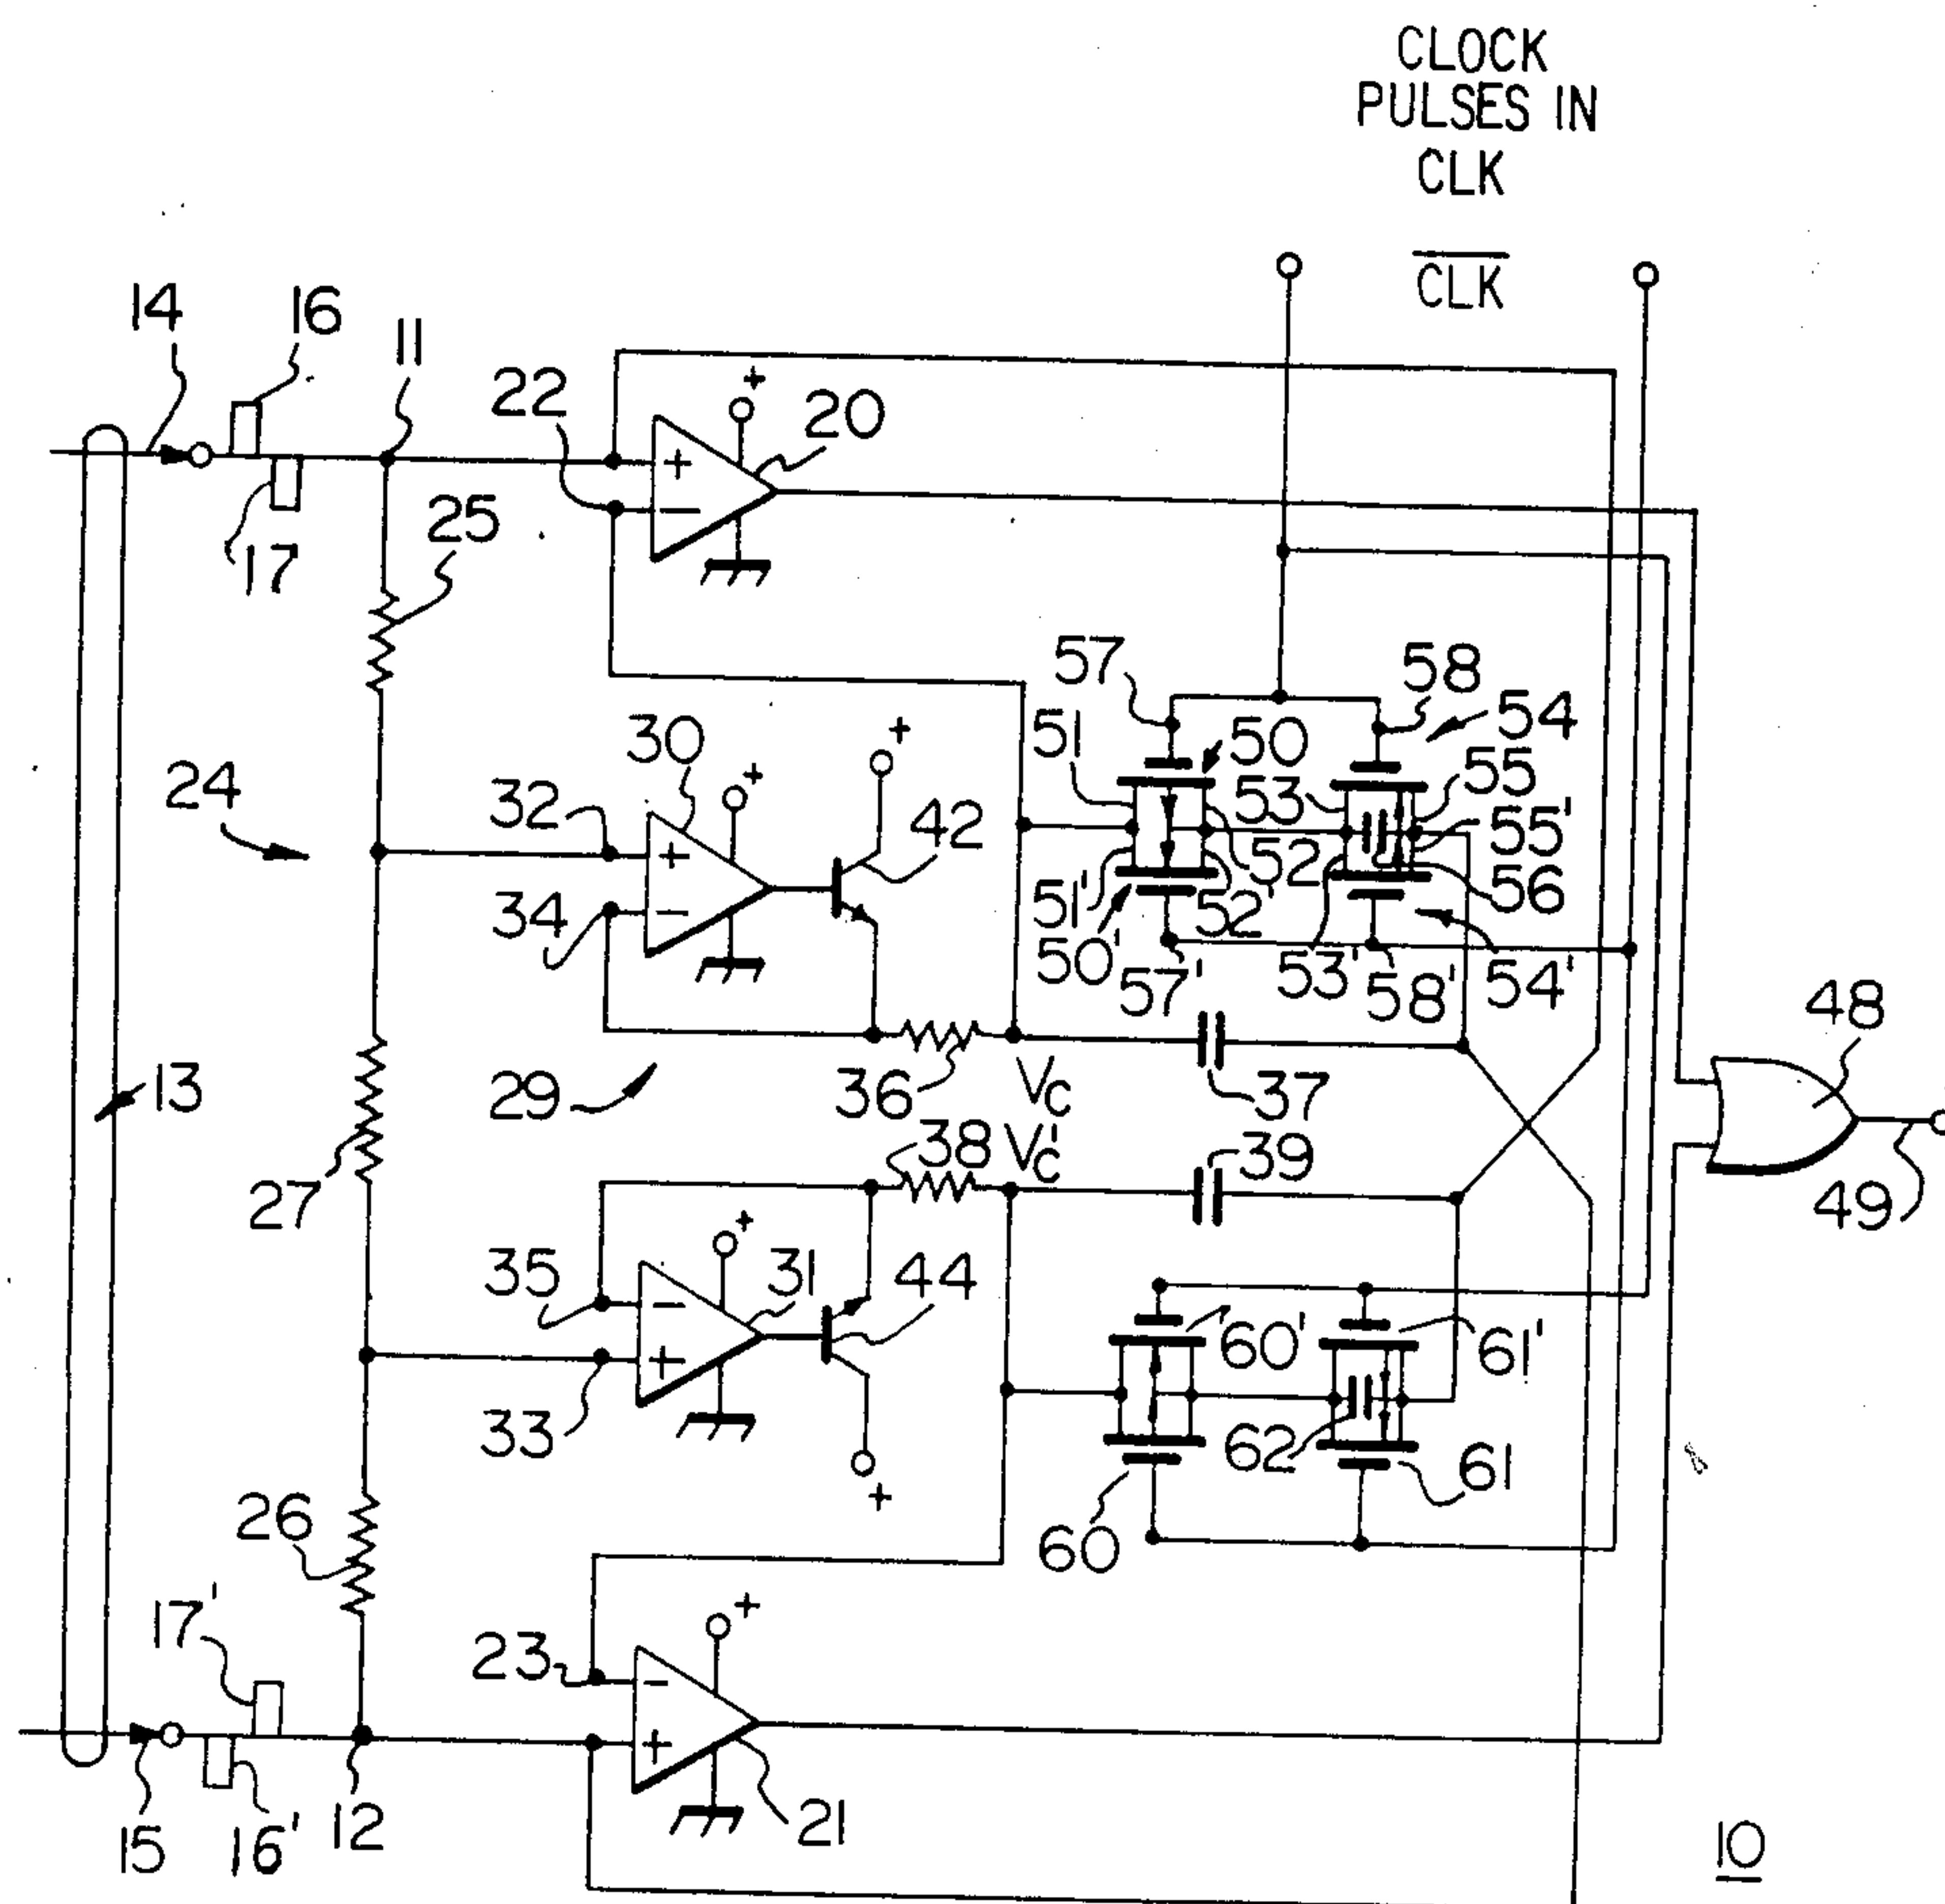 CLOCK
PULSES IN
CLK
CLK
14 16 11
22 + 20
+
−
25
17
57 58
30 + + 51 50 54
24 32 53 55
42 55'
+ 52
34 − 51' 52' 56
50' 57' 53' 58' 54'
48
13 29 36 VC 37
38 VC' 39
27 49
35 + 31 44
−
+ 60' 61'
33 62
+ 61
26 60
17' +
23 −
+
15 16' 12 21 10